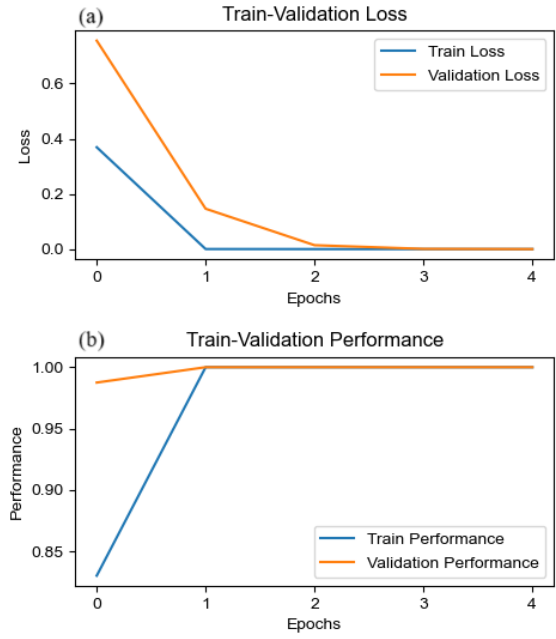 (a)
Train-Validation Loss
Train Loss
Validation Loss
Loss
0.6
0.4
0.2
0.0
0 1 2 3 4
Epochs
(b)
Train-Validation Performance
Performance
1.00
0.95
0.90
0.85
Train Performance
Validation Performance
0 1 2 3 4
Epochs